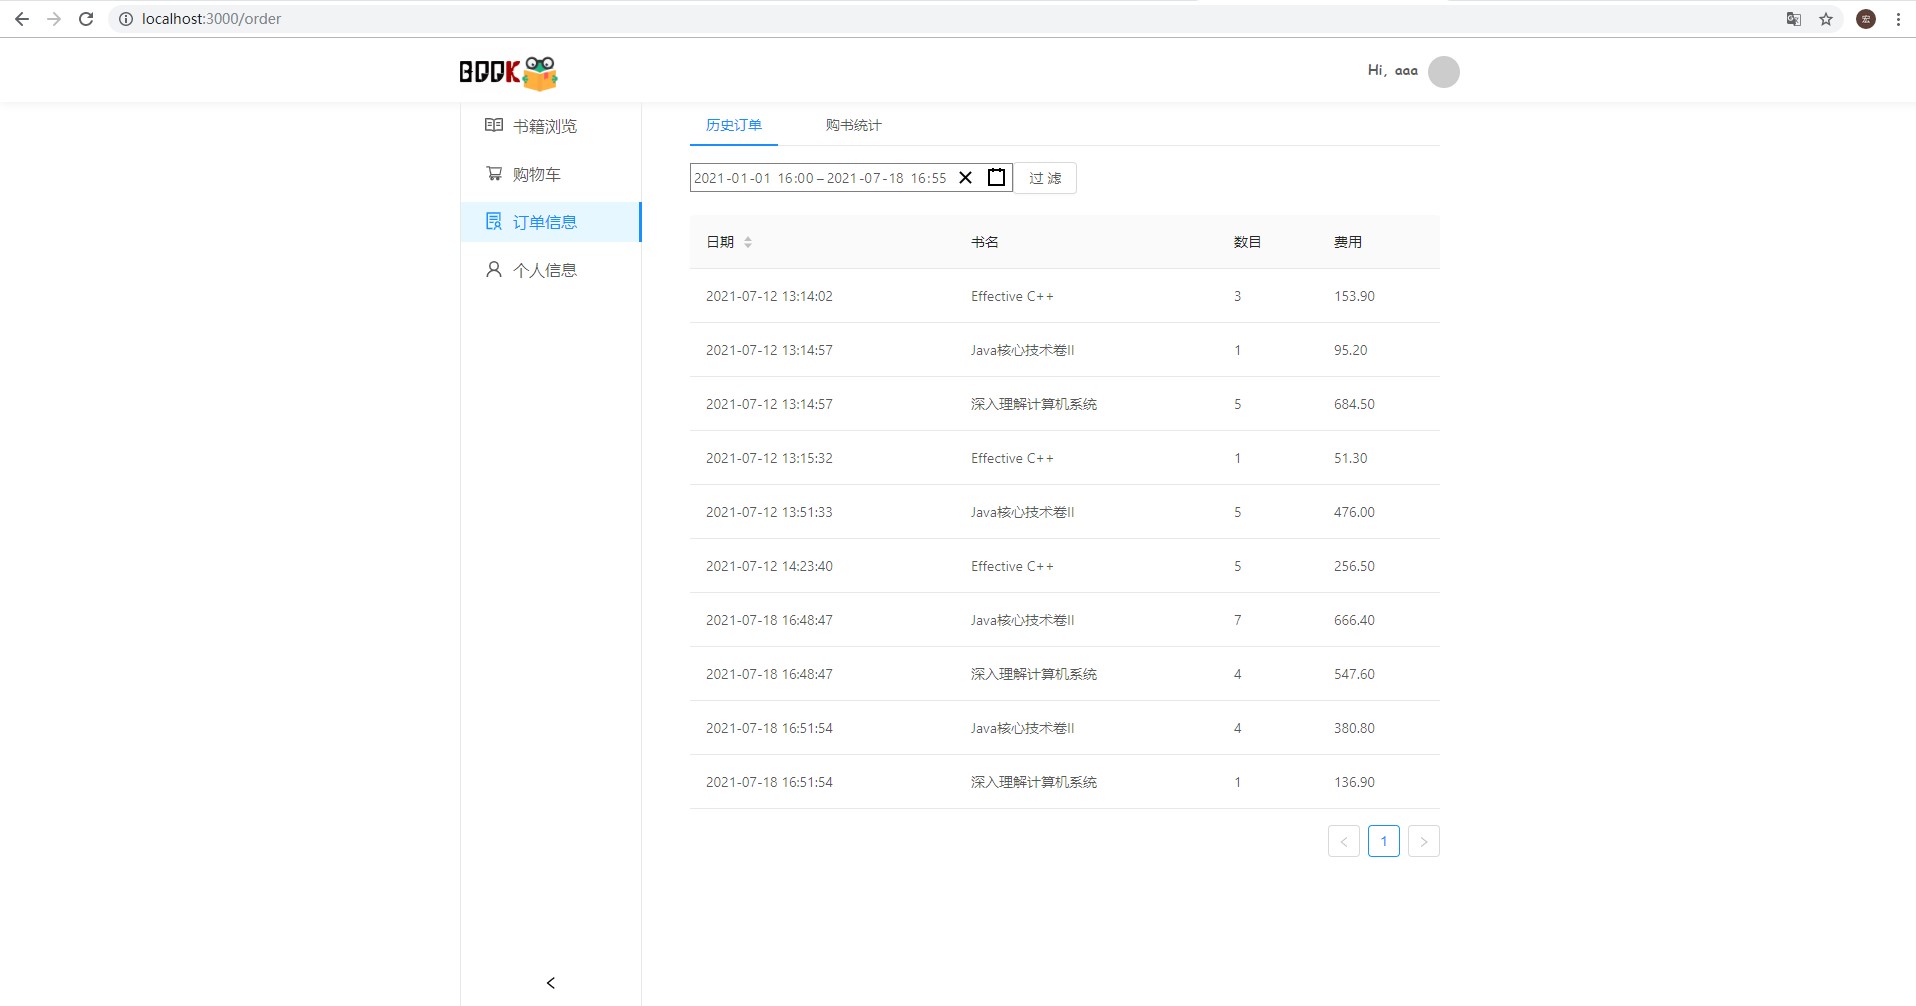 localhost:3000/order
BOOK
Hi, aaa
书籍浏览
购物车
订单信息
个人信息
历史订单 购书统计
2021-01-01 16:00–2021-07-18 16:55 过 滤
日期 书名 数目 费用
2021-07-12 13:14:02 Effective C++ 3 153.90
2021-07-12 13:14:57 Java核心技术卷II 1 95.20
2021-07-12 13:14:57 深入理解计算机系统 5 684.50
2021-07-12 13:15:32 Effective C++ 1 51.30
2021-07-12 13:51:33 Java核心技术卷II 5 476.00
2021-07-12 14:23:40 Effective C++ 5 256.50
2021-07-18 16:48:47 Java核心技术卷II 7 666.40
2021-07-18 16:48:47 深入理解计算机系统 4 547.60
2021-07-18 16:51:54 Java核心技术卷II 4 380.80
2021-07-18 16:51:54 深入理解计算机系统 1 136.90
< 1 >